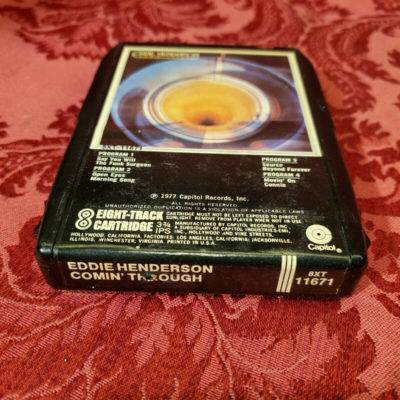 EDDIE HENDERSON
8XT-11671
PROGRAM 1
Say You Will
The Funk Surgeon
PROGRAM 2
Open Eyes
Morning Song
PROGRAM 3
Source
Beyond Forever
PROGRAM 4
Movin' On
Connie
℗ 1977 Capitol Records, Inc.
ALL RIGHTS RESERVED.
UNAUTHORIZED DUPLICATION IS A VIOLATION OF APPLICABLE LAWS
8 EIGHT-TRACK CARTRIDGE 3¾ IPS
CARTRIDGE MUST NOT BE LEFT EXPOSED TO DIRECT
SUNLIGHT. REMOVE FROM PLAYER WHEN NOT IN USE
MANUFACTURED BY CAPITOL RECORDS, INC.
A SUBSIDIARY OF CAPITOL INDUSTRIES-EMI,
INC., HOLLYWOOD AND VINE STREETS,
HOLLYWOOD, CALIFORNIA. FACTORIES: LOS ANGELES, CALIFORNIA; JACKSONVILLE,
ILLINOIS; WINCHESTER, VIRGINIA. PRINTED IN U.S.A.
Capitol
EDDIE HENDERSON
COMIN' THROUGH
8XT
11671